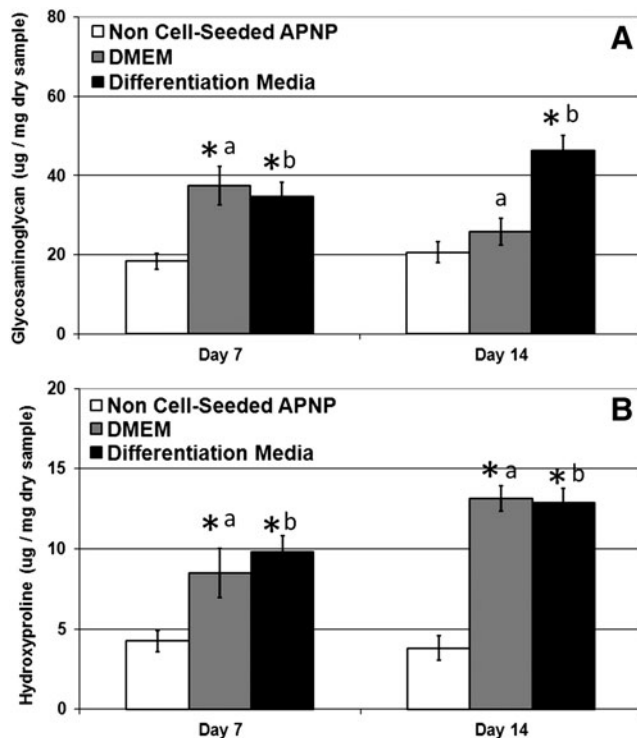 80
Non Cell-Seeded APNP
A
DMEM
Differentiation Media
60
* b
* a
* b
40
a
20
0
Day 7
Day 14
Glycosaminoglycan (ug / mg dry sample)
20
Non Cell-Seeded APNP
B
DMEM
Differentiation Media
15
* a
* b
* a
* b
10
5
0
Day 7
Day 14
Hydroxyproline (ug / mg dry sample)